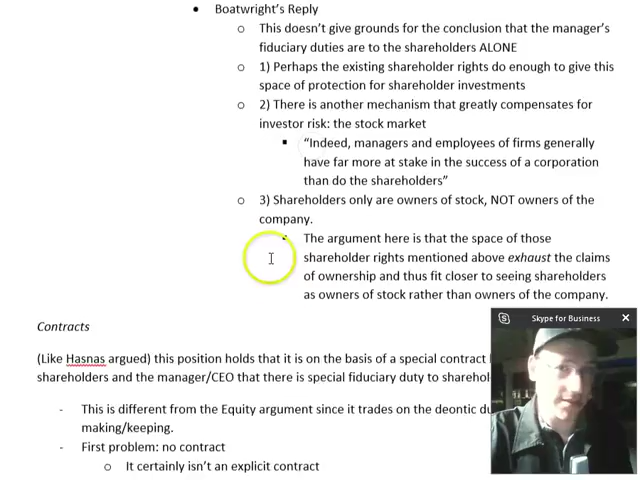 • Boatwright's Reply
o This doesn't give grounds for the conclusion that the manager's
fiduciary duties are to the shareholders ALONE
o 1) Perhaps the existing shareholder rights do enough to give this
space of protection for shareholder investments
o 2) There is another mechanism that greatly compensates for
investor risk: the stock market
▪ "Indeed, managers and employees of firms generally
have far more at stake in the success of a corporation
than do the shareholders"
o 3) Shareholders only are owners of stock, NOT owners of the
company.
▪ The argument here is that the space of those
shareholder rights mentioned above exhaust the claims
of ownership and thus fit closer to seeing shareholders
as owners of stock rather than owners of the company.
Skype for Business
Contracts
(Like Hasnas argued) this position holds that it is on the basis of a special contract
shareholders and the manager/CEO that there is special fiduciary duty to
- This is different from the Equity argument since it trades on the deontic
making/keeping.
- First problem: no contract
o It certainly isn't an explicit contract